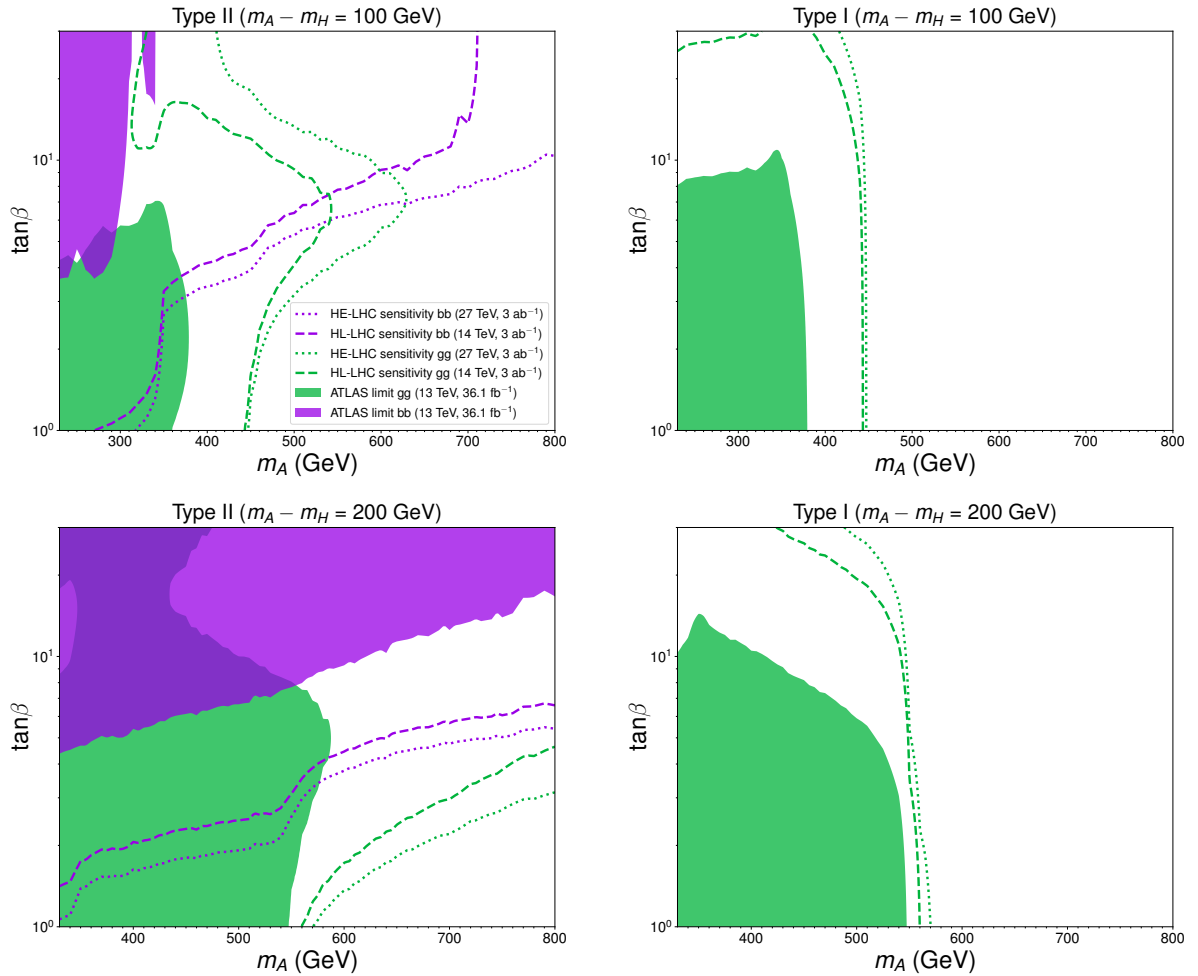 Type II (m_A − m_H = 100 GeV)
tanβ
10¹
10⁰
300 400 500 600 700 800
m_A (GeV)
HE-LHC sensitivity bb (27 TeV, 3 ab⁻¹)
HL-LHC sensitivity bb (14 TeV, 3 ab⁻¹)
HE-LHC sensitivity gg (27 TeV, 3 ab⁻¹)
HL-LHC sensitivity gg (14 TeV, 3 ab⁻¹)
ATLAS limit gg (13 TeV, 36.1 fb⁻¹)
ATLAS limit bb (13 TeV, 36.1 fb⁻¹)
Type I (m_A − m_H = 100 GeV)
tanβ
10¹
10⁰
300 400 500 600 700 800
m_A (GeV)
Type II (m_A − m_H = 200 GeV)
tanβ
10¹
10⁰
400 500 600 700 800
m_A (GeV)
Type I (m_A − m_H = 200 GeV)
tanβ
10¹
10⁰
400 500 600 700 800
m_A (GeV)